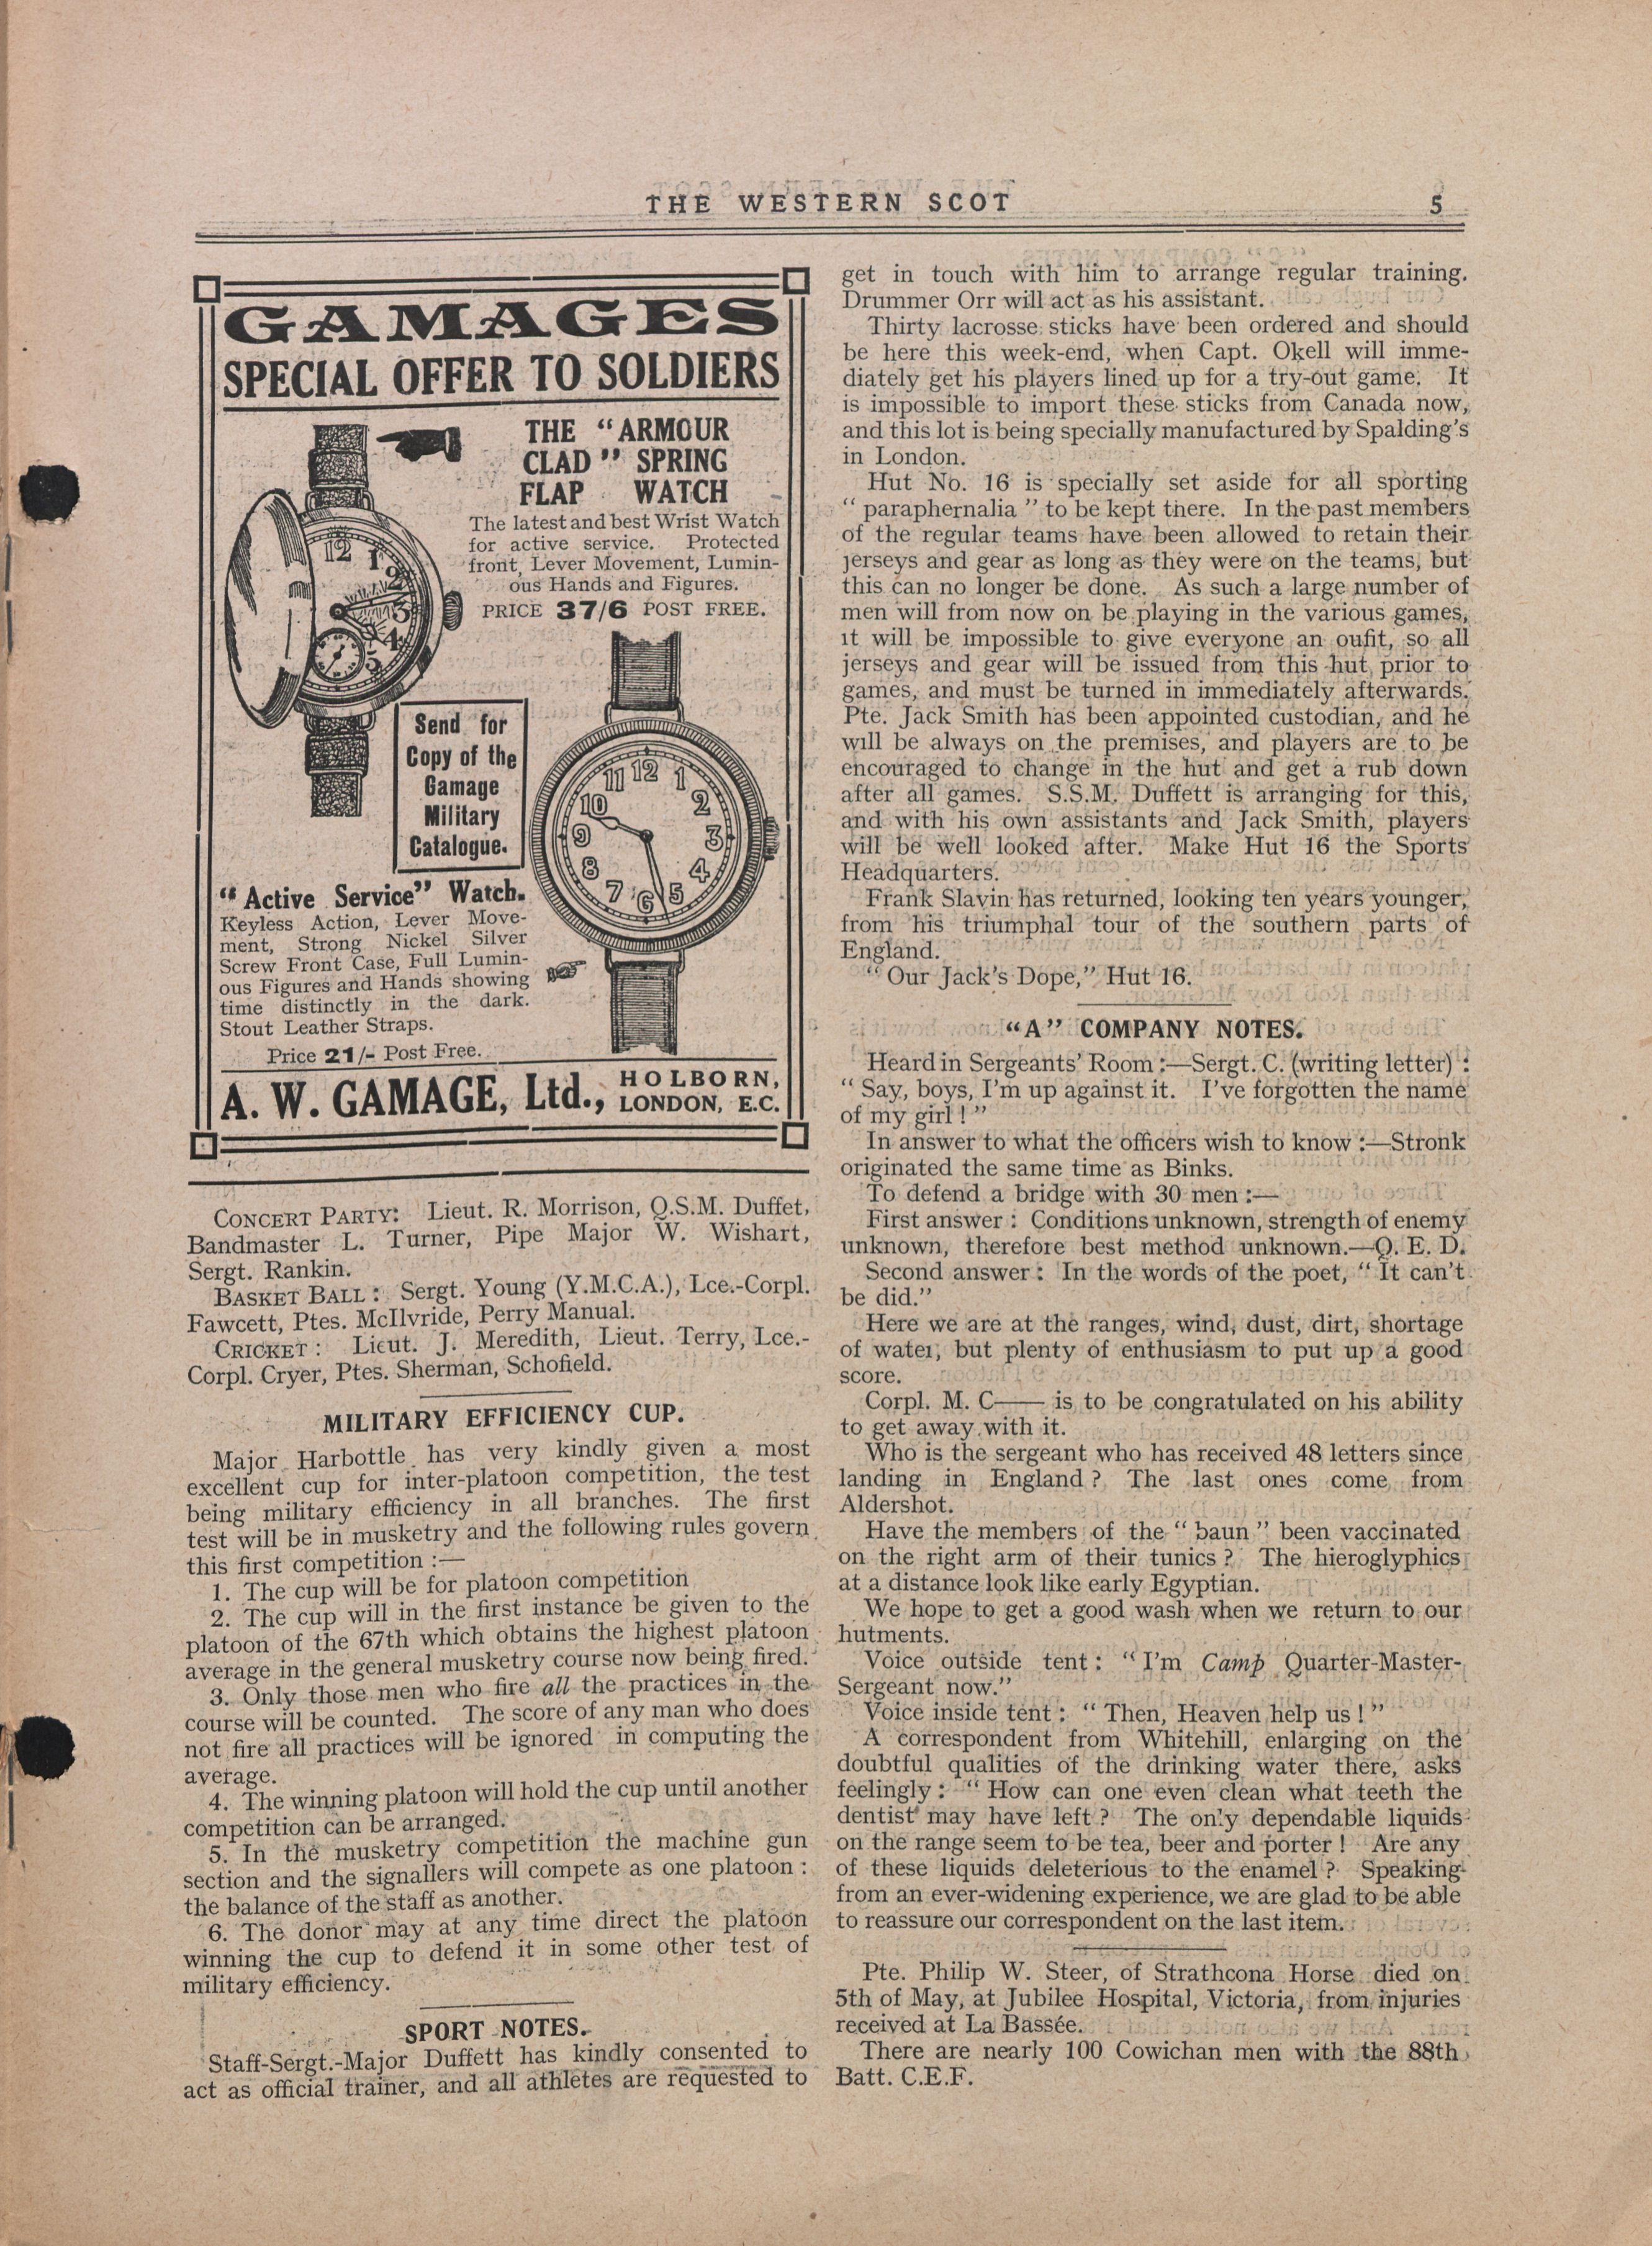 THE WESTERN SCOT 5
GAMAGES
SPECIAL OFFER TO SOLDIERS
THE "ARMOUR
CLAD" SPRING
FLAP WATCH
The latest and best Wrist Watch
for active service. Protected
front, Lever Movement, Lumin-
ous Hands and Figures.
PRICE 37/6 POST FREE.
12 1 2 3 4 5
Send for
Copy of the
Gamage
Military
Catalogue.
11 12 1
10 2
9 3
8 4
7 6 5
"Active Service" Watch.
Keyless Action, Lever Move-
ment, Strong Nickel Silver
Screw Front Case, Full Lumin-
ous Figures and Hands showing
time distinctly in the dark.
Stout Leather Straps.
Price 21/- Post Free.
A. W. GAMAGE, Ltd., HOLBORN,
LONDON, E.C.
CONCERT PARTY: Lieut. R. Morrison, Q.S.M. Duffet,
Bandmaster L. Turner, Pipe Major W. Wishart,
Sergt. Rankin.
BASKET BALL: Sergt. Young (Y.M.C.A.), Lce.-Corpl.
Fawcett, Ptes. McIlvride, Perry Manual.
CRICKET: Lieut. J. Meredith, Lieut. Terry, Lce.-
Corpl. Cryer, Ptes. Sherman, Schofield.
MILITARY EFFICIENCY CUP.
Major Harbottle has very kindly given a most
excellent cup for inter-platoon competition, the test
being military efficiency in all branches. The first
test will be in musketry and the following rules govern
this first competition:—
1. The cup will be for platoon competition
2. The cup will in the first instance be given to the
platoon of the 67th which obtains the highest platoon
average in the general musketry course now being fired.
3. Only those men who fire all the practices in the
course will be counted. The score of any man who does
not fire all practices will be ignored in computing the
average.
4. The winning platoon will hold the cup until another
competition can be arranged.
5. In the musketry competition the machine gun
section and the signallers will compete as one platoon:
the balance of the staff as another.
6. The donor may at any time direct the platoon
winning the cup to defend it in some other test of
military efficiency.
SPORT NOTES.
Staff-Sergt.-Major Duffett has kindly consented to
act as official trainer, and all athletes are requested to
get in touch with him to arrange regular training.
Drummer Orr will act as his assistant.
Thirty lacrosse sticks have been ordered and should
be here this week-end, when Capt. Okell will imme-
diately get his players lined up for a try-out game. It
is impossible to import these sticks from Canada now,
and this lot is being specially manufactured by Spalding's
in London.
Hut No. 16 is specially set aside for all sporting
"paraphernalia" to be kept there. In the past members
of the regular teams have been allowed to retain their
jerseys and gear as long as they were on the teams, but
this can no longer be done. As such a large number of
men will from now on be playing in the various games,
it will be impossible to give everyone an oufit, so all
jerseys and gear will be issued from this hut prior to
games, and must be turned in immediately afterwards.
Pte. Jack Smith has been appointed custodian, and he
will be always on the premises, and players are to be
encouraged to change in the hut and get a rub down
after all games. S.S.M. Duffett is arranging for this,
and with his own assistants and Jack Smith, players
will be well looked after. Make Hut 16 the Sports
Headquarters.
Frank Slavin has returned, looking ten years younger,
from his triumphal tour of the southern parts of
England.
"Our Jack's Dope," Hut 16.
"A" COMPANY NOTES.
Heard in Sergeants' Room:—Sergt. C. (writing letter):
"Say, boys, I'm up against it. I've forgotten the name
of my girl!"
In answer to what the officers wish to know:—Stronk
originated the same time as Binks.
To defend a bridge with 30 men:—
First answer: Conditions unknown, strength of enemy
unknown, therefore best method unknown.—Q. E. D.
Second answer: In the words of the poet, "It can't
be did."
Here we are at the ranges, wind, dust, dirt, shortage
of water, but plenty of enthusiasm to put up a good
score.
Corpl. M. C—— is to be congratulated on his ability
to get away with it.
Who is the sergeant who has received 48 letters since
landing in England? The last ones come from
Aldershot.
Have the members of the "baun" been vaccinated
on the right arm of their tunics? The hieroglyphics
at a distance look like early Egyptian.
We hope to get a good wash when we return to our
hutments.
Voice outside tent: "I'm Camp Quarter-Master-
Sergeant now."
Voice inside tent: "Then, Heaven help us!"
A correspondent from Whitehill, enlarging on the
doubtful qualities of the drinking water there, asks
feelingly: "How can one even clean what teeth the
dentist may have left? The only dependable liquids
on the range seem to be tea, beer and porter! Are any
of these liquids deleterious to the enamel? Speaking
from an ever-widening experience, we are glad to be able
to reassure our correspondent on the last item.
Pte. Philip W. Steer, of Strathcona Horse died on
5th of May, at Jubilee Hospital, Victoria, from injuries
received at La Bassée.
There are nearly 100 Cowichan men with the 88th
Batt. C.E.F.